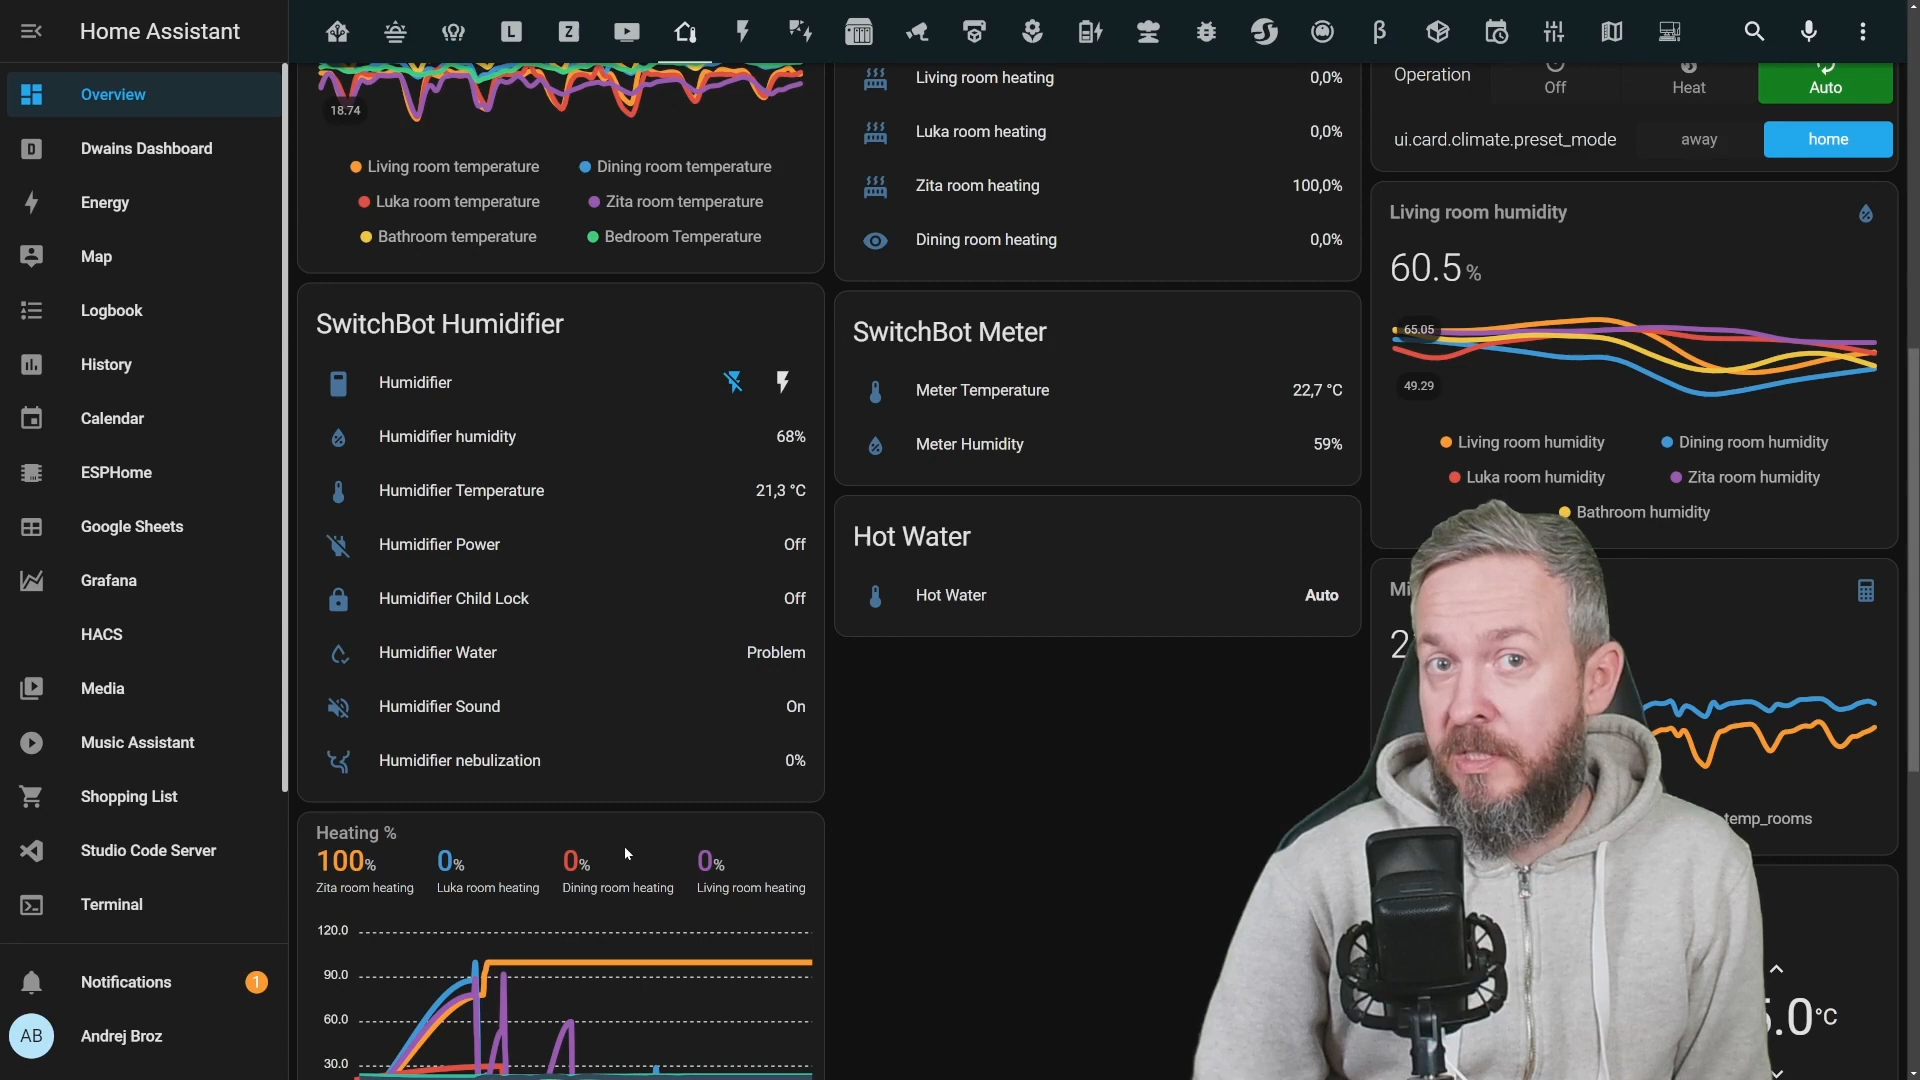 Home Assistant
Overview
Dwains Dashboard
Energy
Map
Logbook
History
Calendar
ESPHome
Google Sheets
Grafana
HACS
Media
Music Assistant
Shopping List
Studio Code Server
Terminal
Notifications
1
AB
Andrej Broz
L
Z
β
18.74
Living room temperature
Dining room temperature
Luka room temperature
Zita room temperature
Bathroom temperature
Bedroom Temperature
SwitchBot Humidifier
Humidifier
Humidifier humidity
68%
Humidifier Temperature
21,3 °C
Humidifier Power
Off
Humidifier Child Lock
Off
Humidifier Water
Problem
Humidifier Sound
On
Humidifier nebulization
0%
Heating %
100%
0%
0%
0%
Zita room heating
Luka room heating
Dining room heating
Living room heating
120.0
90.0
60.0
30.0
Living room heating
0,0%
Luka room heating
0,0%
Zita room heating
100,0%
Dining room heating
0,0%
SwitchBot Meter
Meter Temperature
22,7 °C
Meter Humidity
59%
Hot Water
Hot Water
Auto
Operation
Off
Heat
Auto
ui.card.climate.preset_mode
away
home
Living room humidity
60.5%
65.05
49.29
Living room humidity
Dining room humidity
Luka room humidity
Zita room humidity
Bathroom humidity
temp_rooms
°C